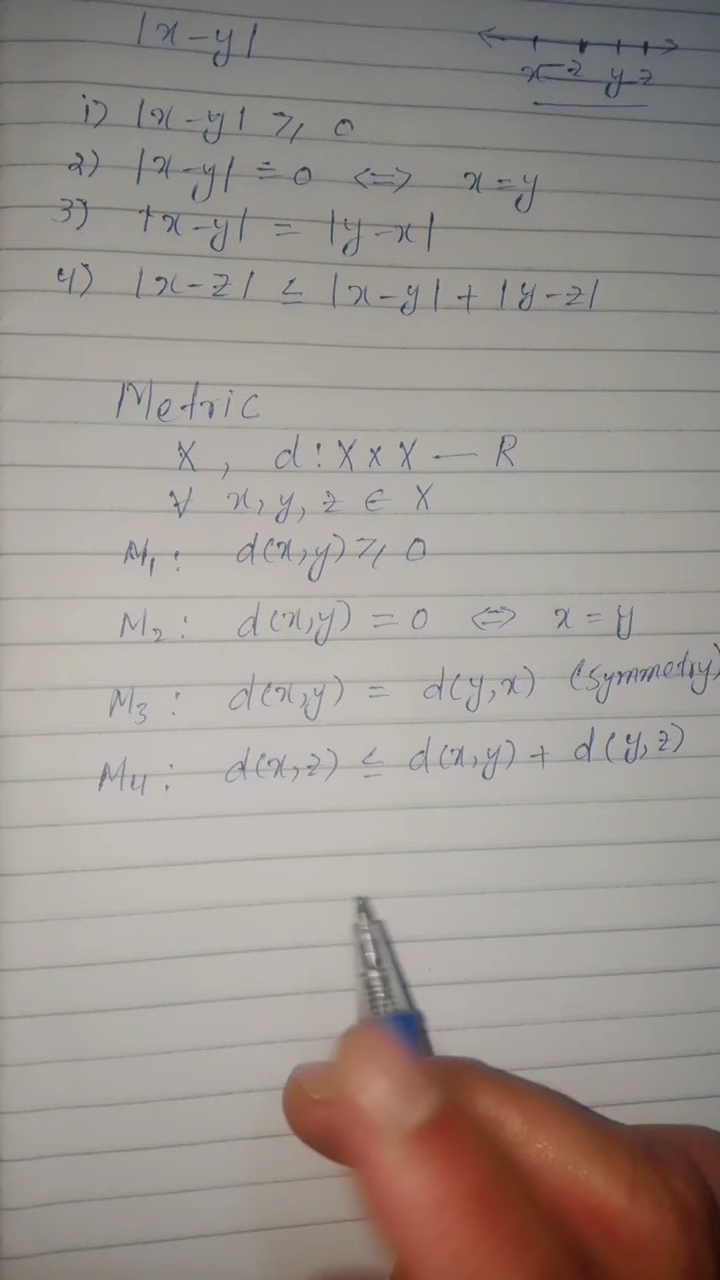 |x-y|
x z y z
1) |x-y| ≥ 0
2) |x-y| = 0 <=> x=y
3) |x-y| = |y-x|
4) |x-z| ≤ |x-y| + |y-z|
Metric
X , d : X x X — R
∀ x, y, z ∈ X
M₁ : d(x,y) ≥ 0
M₂ : d(x,y) = 0 <=> x = y
M₃ : d(x,y) = d(y,x) (Symmetry)
M₄ : d(x,z) ≤ d(x,y) + d(y,z)